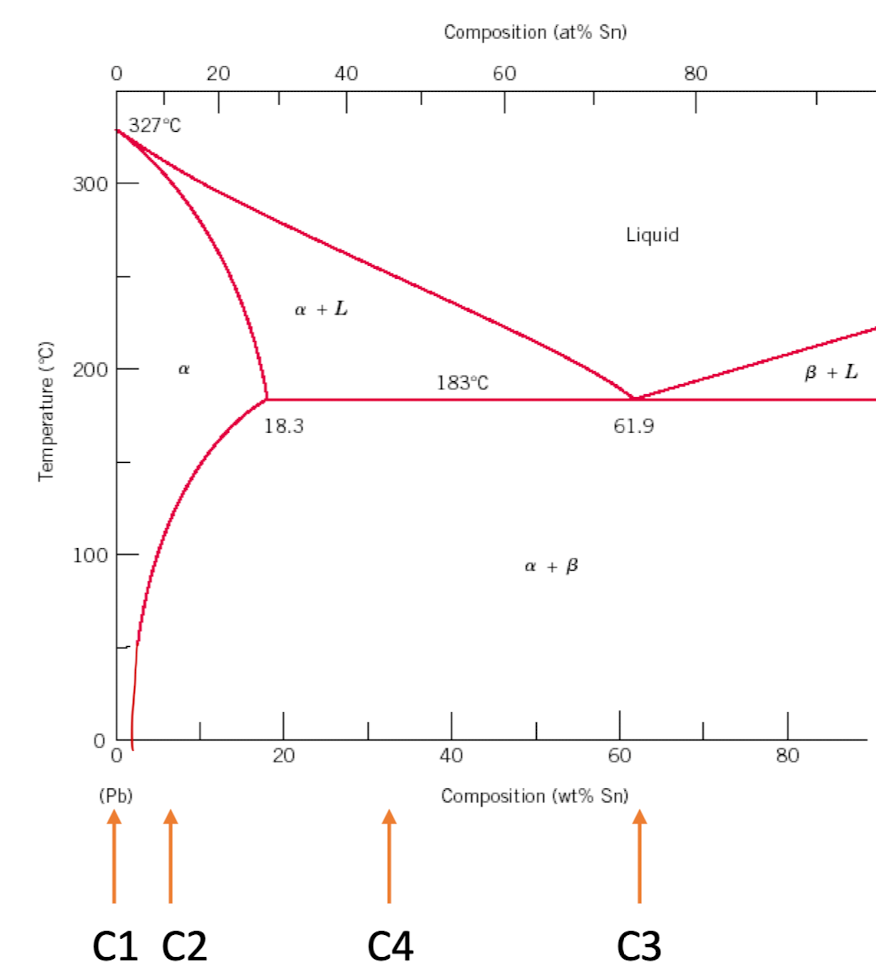 Composition (at% Sn)
0 20 40 60 80
327°C
300
Liquid
α + L
200
α
183°C
β + L
18.3 61.9
Temperature (°C)
100
α + β
0
0 20 40 60 80
(Pb) Composition (wt% Sn)
C1 C2 C4 C3